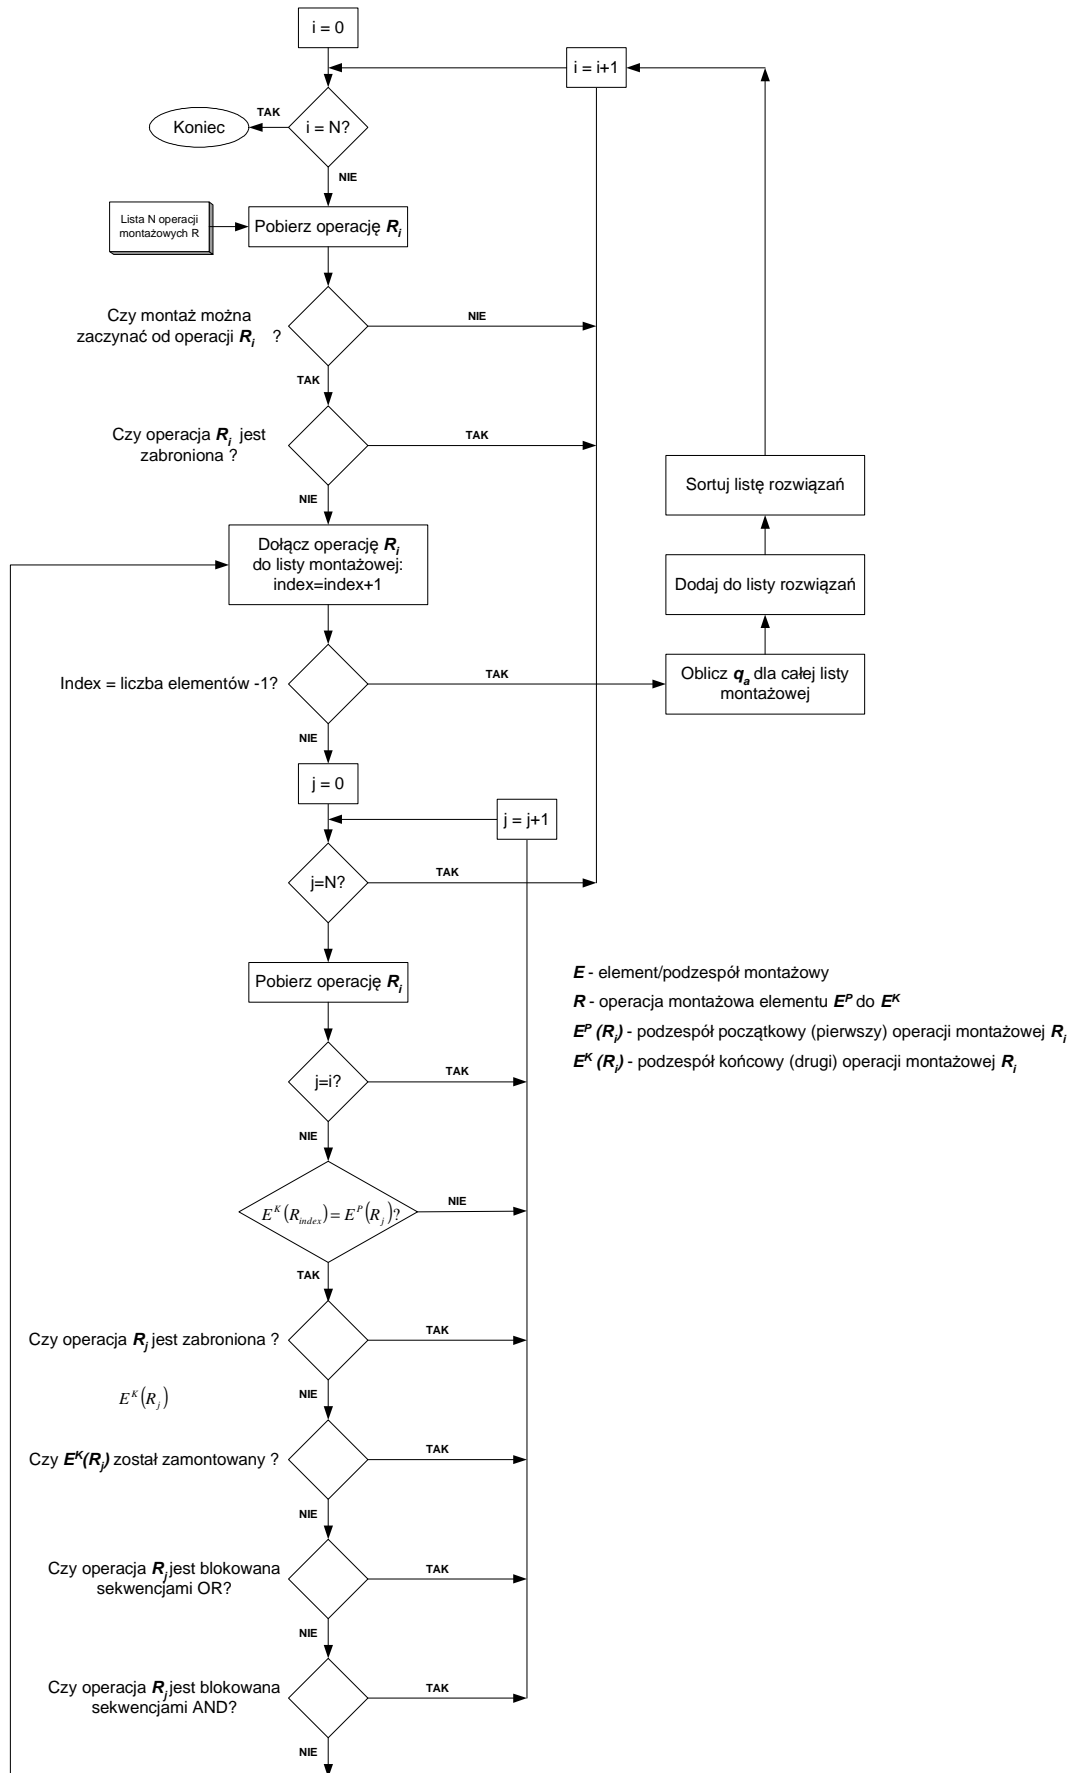 i = 0
i = i+1
TAK
Koniec
i = N?
NIE
Lista N operacji
montażowych R
Pobierz operację R_i
Czy montaż można
zaczynać od operacji R_i ?
NIE
TAK
Czy operacja R_i jest
zabroniona ?
TAK
NIE
Sortuj listę rozwiązań
Dołącz operację R_i
do listy montażowej:
index=index+1
Dodaj do listy rozwiązań
Index = liczba elementów -1?
TAK
Oblicz q_a dla całej listy
montażowej
NIE
j = 0
j = j+1
j=N?
TAK
Pobierz operację R_i
E - element/podzespół montażowy
R - operacja montażowa elementu E^P do E^K
E^P (R_i) - podzespół początkowy (pierwszy) operacji montażowej R_i
E^K (R_i) - podzespół końcowy (drugi) operacji montażowej R_i
j=i?
TAK
NIE
E^K(R_index) = E^P(R_j)?
NIE
TAK
Czy operacja R_j jest zabroniona ?
TAK
E^K(R_j)
NIE
Czy E^K(R_j) został zamontowany ?
TAK
NIE
Czy operacja R_j jest blokowana
sekwencjami OR?
TAK
NIE
Czy operacja R_j jest blokowana
sekwencjami AND?
TAK
NIE